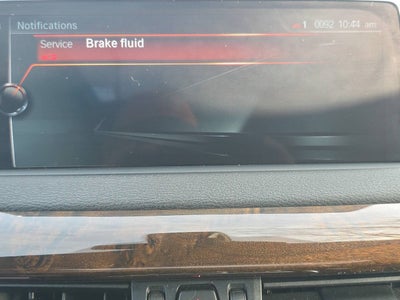 Notifications 1 0092 10:44 am
Service Brake fluid